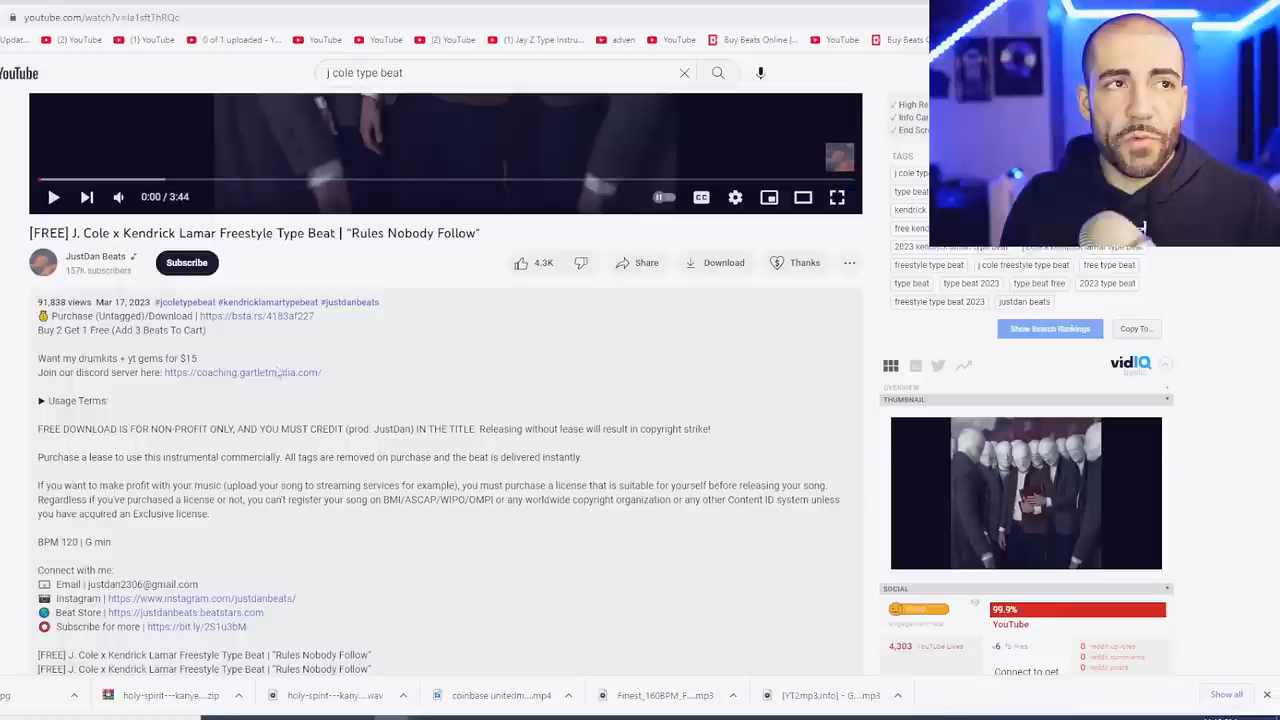 youtube.com/watch?v=Ia1sftThRQc
Updat...
(2) YouTube
(1) YouTube
0 of 1 uploaded - Y...
YouTube
YouTube
(2) YouTube
(1) Jay Z Type Instru...
adven
YouTube
Buy Beats Online |...
YouTube
Buy Beats
YouTube
j cole type beat
0:00 / 3:44
[FREE] J. Cole x Kendrick Lamar Freestyle Type Beat | "Rules Nobody Follow"
JustDan Beats
157K subscribers
Subscribe
4.3K
Share
Download
Thanks
91,838 views Mar 17, 2023 #jcoletypebeat #kendricklamartypebeat #justdanbeats
Purchase (Untagged)/Download | https://bsta.rs/4183af227
Buy 2 Get 1 Free (Add 3 Beats To Cart)
Want my drumkits + yt gems for $15
Join our discord server here: https://coaching.gartletmedia.com/
► Usage Terms:
FREE DOWNLOAD IS FOR NON-PROFIT ONLY, AND YOU MUST CREDIT (prod. JustDan) IN THE TITLE. Releasing without lease will result in copyright strike!
Purchase a lease to use this instrumental commercially. All tags are removed on purchase and the beat is delivered instantly.
If you want to make profit with your music (upload your song to streaming services for example), you must purchase a license that is suitable for yourself before releasing your song.
Regardless if you've purchased a license or not, you can't register your song on BMI/ASCAP/WIPO/OMPI or any worldwide copyright organization or any other Content ID system unless
you have acquired an Exclusive license.
BPM 120 | G min
Connect with me:
Email | justdan2306@gmail.com
Instagram | https://www.instagram.com/justdanbeats/
Beat Store | https://justdanbeats.beatstars.com
Subscribe for more | https://bit.ly/2S1u3bM
[FREE] J. Cole x Kendrick Lamar Freestyle Type Beat | "Rules Nobody Follow"
[FREE] J. Cole x Kendrick Lamar Freestyle Type Beat | "Rules Nobody Follow"
✓ High Re
✓ Info Car
✓ End Scr
TAGS
j cole typ
type beat
kendrick
free kend
2023 kendrick lamar type beat
j cole x kendrick lamar type beat
freestyle type beat
j cole freestyle type beat
free type beat
type beat
type beat 2023
type beat free
2023 type beat
freestyle type beat 2023
justdan beats
Show Search Rankings
Copy To...
vidIQ
OVERVIEW
THUMBNAIL
SOCIAL
99.9%
YouTube
4,303 YouTube Likes
fb likes
0 reddit upvotes
0 reddit comments
0 reddit posts
Connect to get
pg
holy-spirit---kanye....zip
holy-spirit---kany....wav
coinbase unitedm....mp4
Finest_160BPM_F....mp3
[YT2mp3.info] - G....mp3
Show all